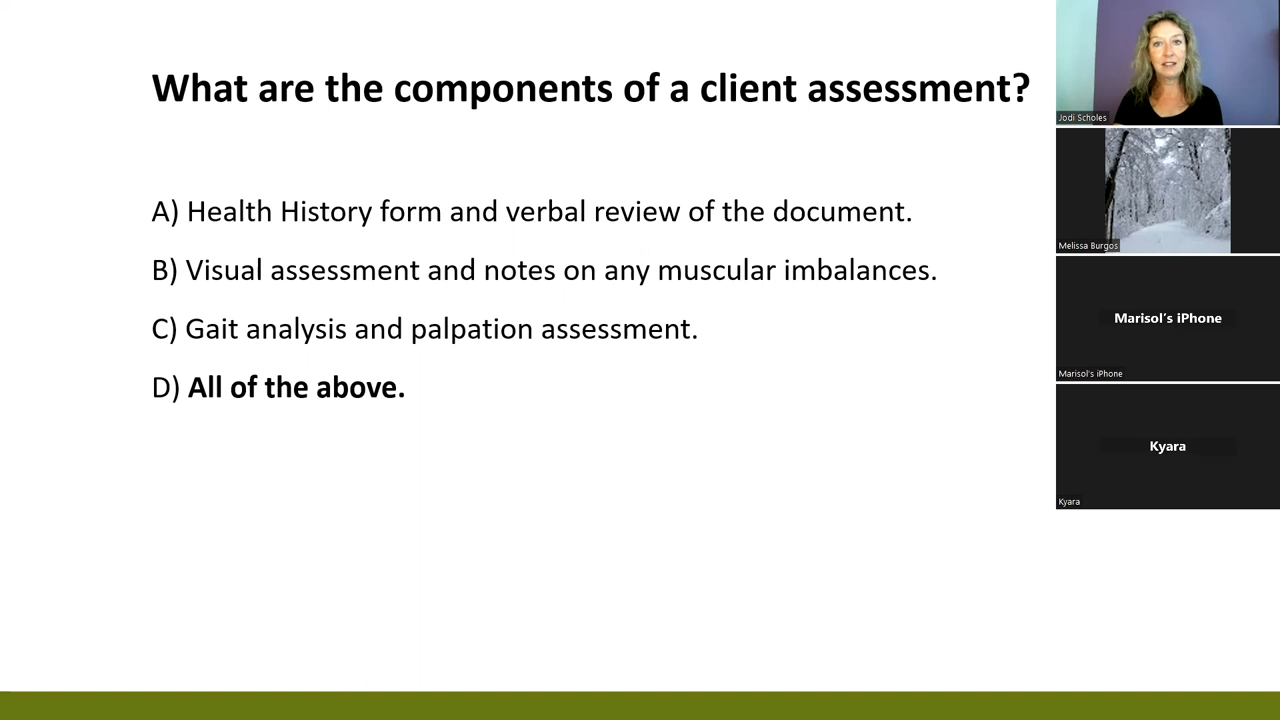 What are the components of a client assessment?
A) Health History form and verbal review of the document.
B) Visual assessment and notes on any muscular imbalances.
C) Gait analysis and palpation assessment.
D) All of the above.
Jodi Scholes
Melissa Burgos
Marisol's iPhone
Marisol's iPhone
Kyara
Kyara